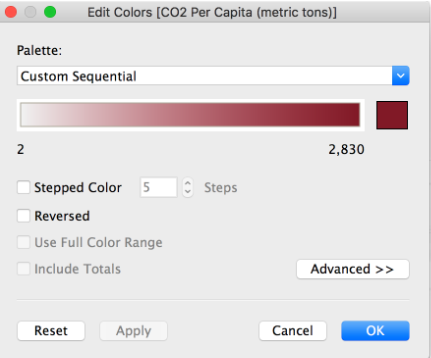 Edit Colors [CO2 Per Capita (metric tons)]
Palette:
Custom Sequential
2 2,830
Stepped Color 5 Steps
Reversed
Use Full Color Range
Include Totals
Advanced >>
Reset Apply Cancel OK